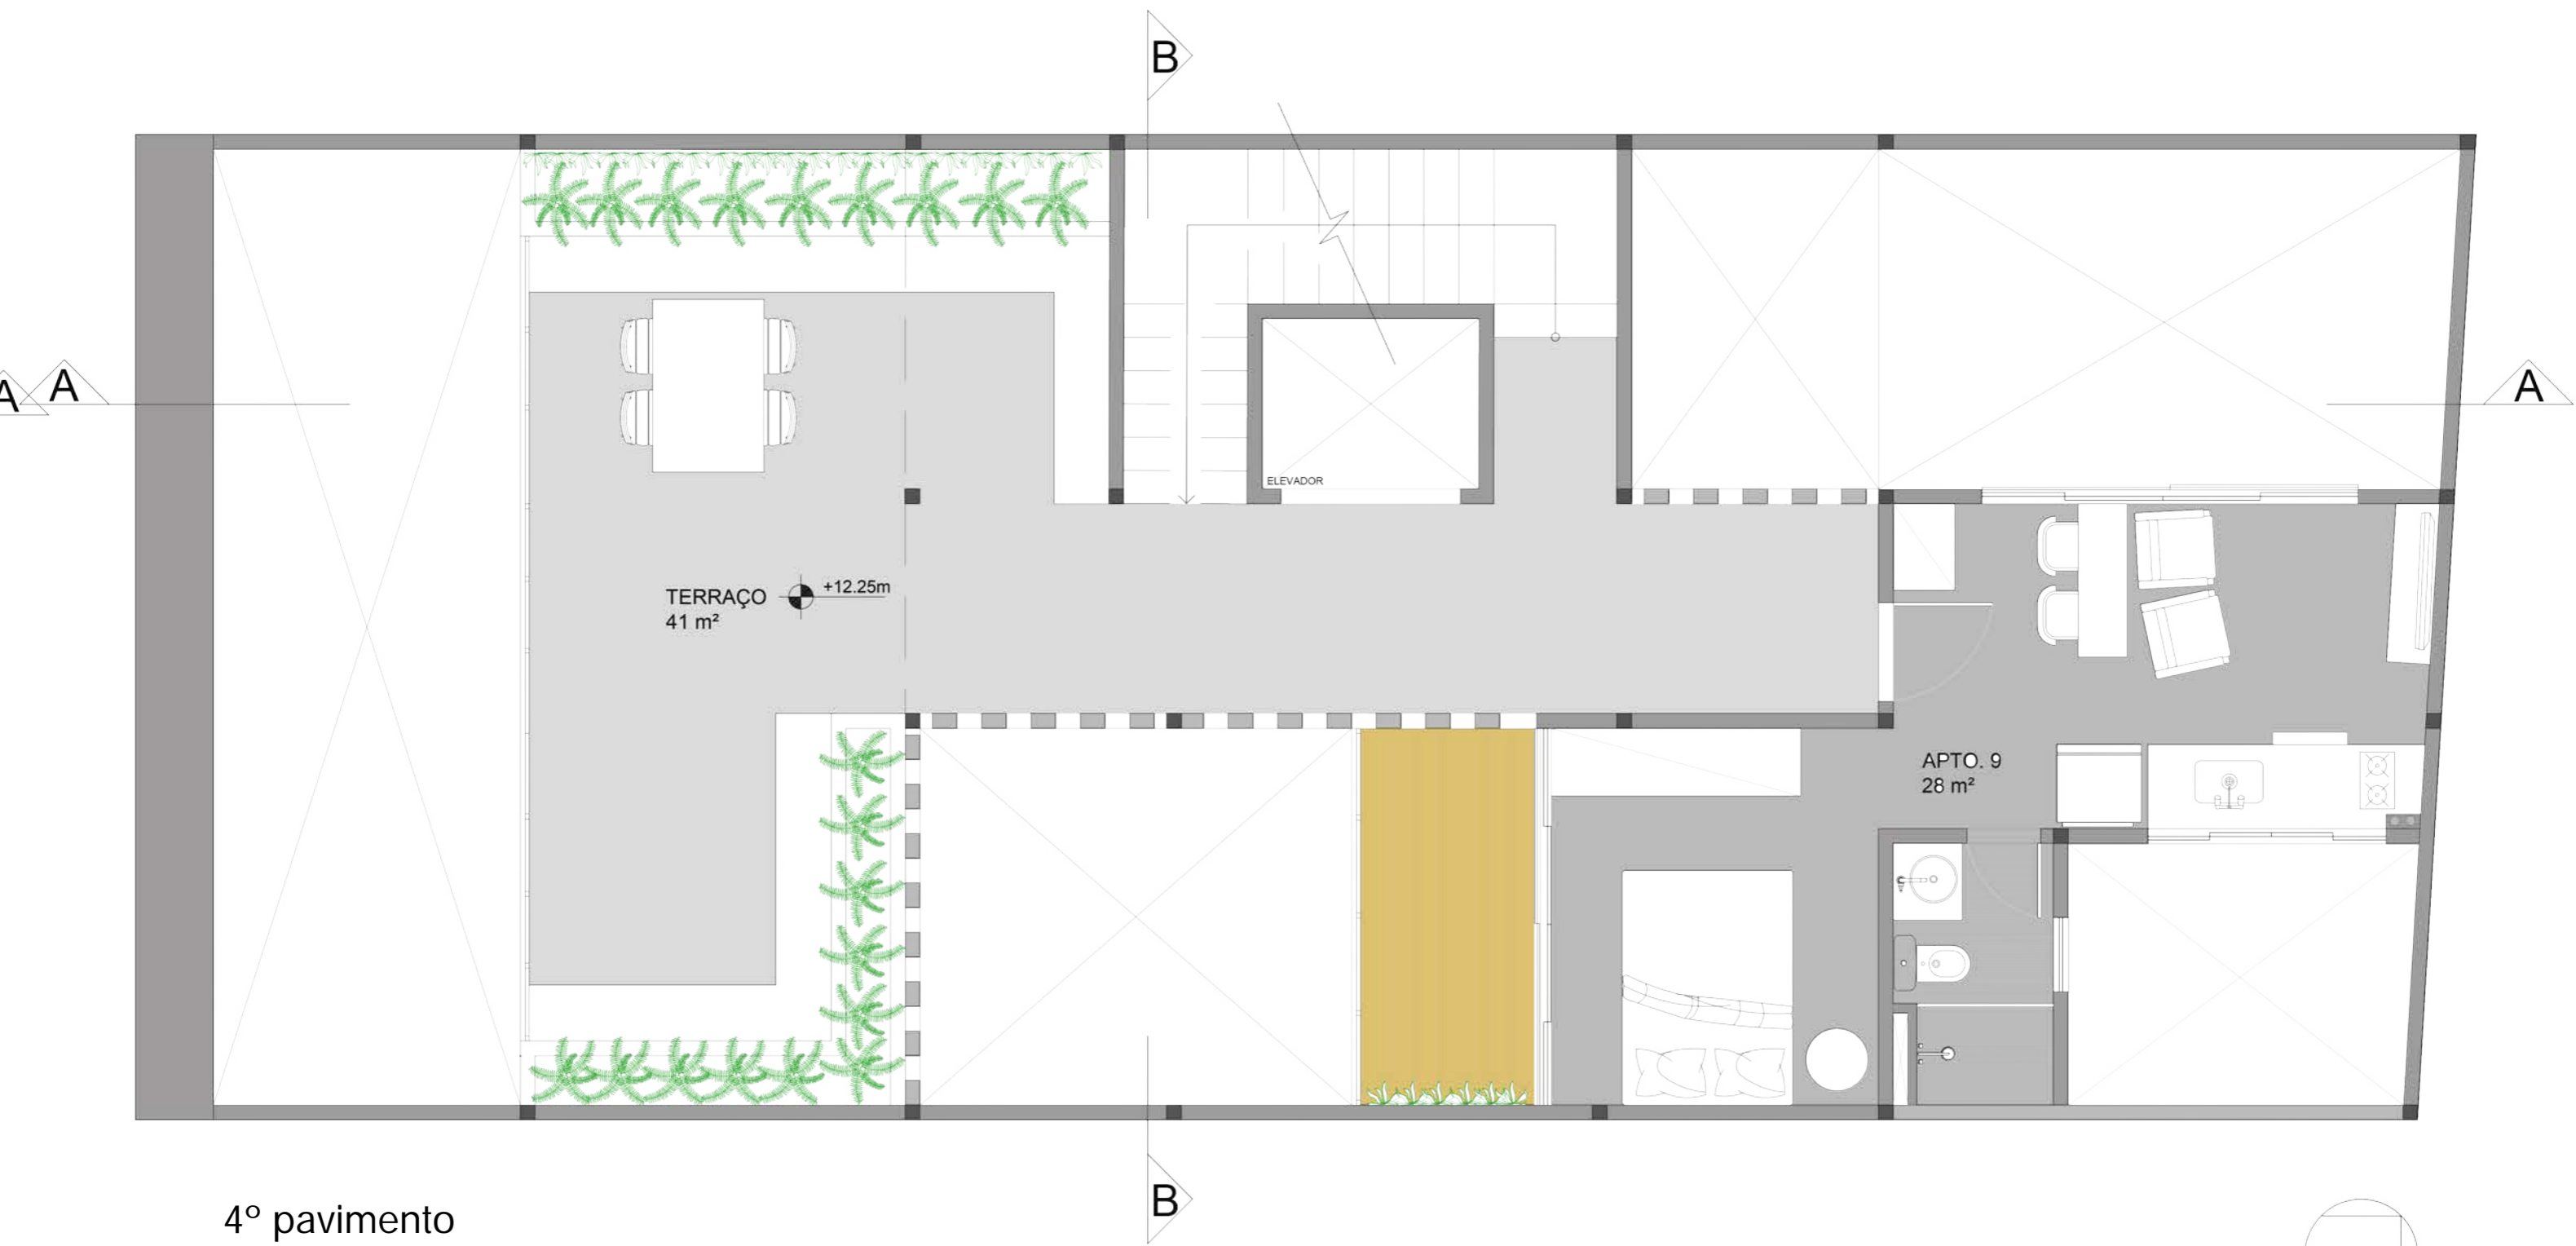 B
A
A
A
ELEVADOR
TERRAÇO
41 m²
+12.25m
APTO. 9
28 m²
B
4° pavimento